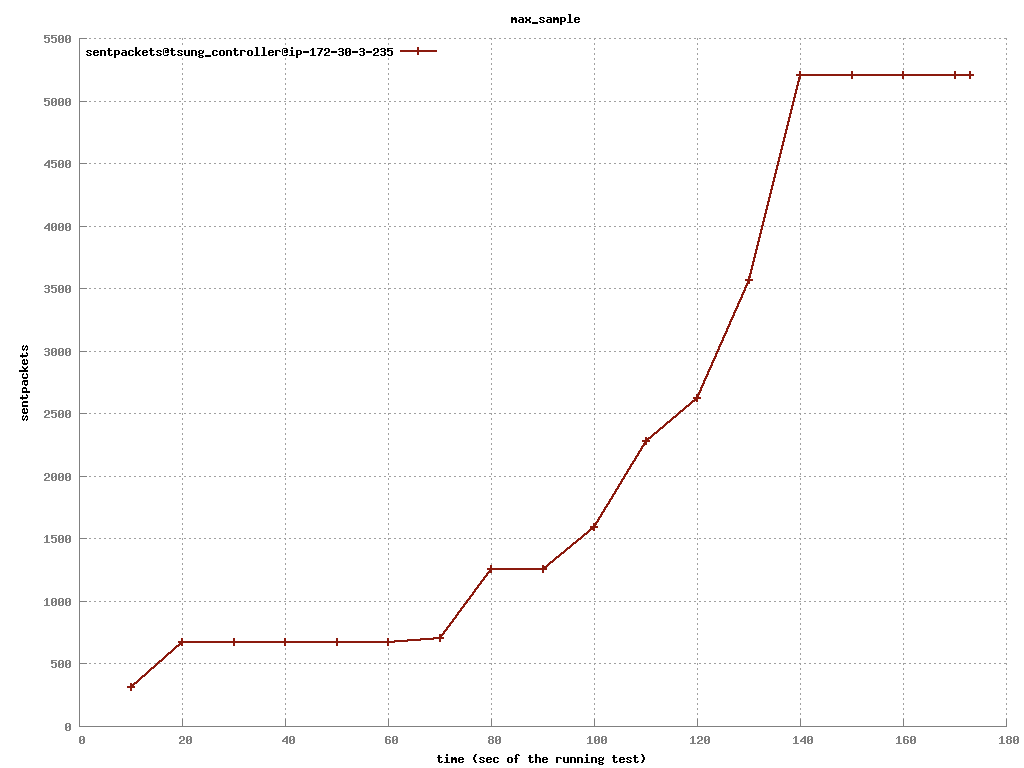 max_sample
sentpackets@tsung_controller@ip-172-30-3-235
5500
5000
4500
4000
3500
3000
2500
2000
1500
1000
500
0
sentpackets
0 20 40 60 80 100 120 140 160 180
time (sec of the running test)